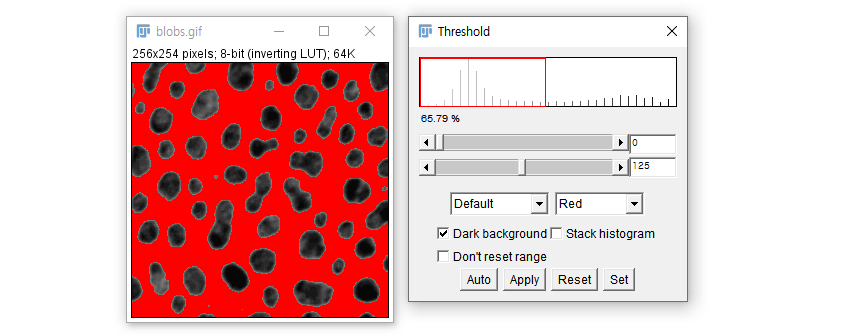 blobs.gif
256x254 pixels; 8-bit (inverting LUT); 64K
Threshold
65.79 %
0
125
Default Red
Dark background Stack histogram
Don't reset range
Auto Apply Reset Set